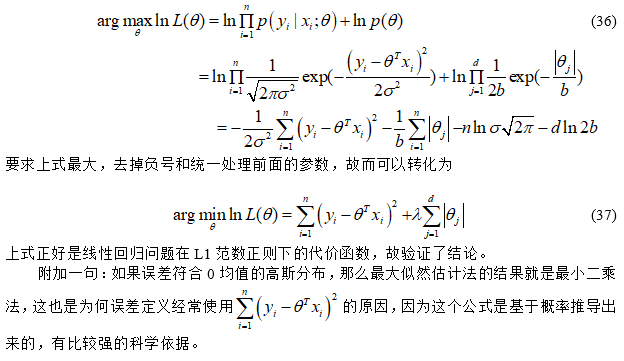 arg max_θ ln L(θ) = ln ∏_{i=1}^{n} p(y_i | x_i; θ) + ln p(θ) (36)
= ln ∏_{i=1}^{n} 1/√(2πσ²) exp(-(y_i - θ^T x_i)²/2σ²) + ln ∏_{j=1}^{d} 1/2b exp(-|θ_j|/b)
= -1/2σ² ∑_{i=1}^{n} (y_i - θ^T x_i)² - 1/b ∑_{i=1}^{n} |θ_j| - n ln σ√2π - d ln 2b
要求上式最大，去掉负号和统一处理前面的参数，故而可以转化为
arg min_θ ln L(θ) = ∑_{i=1}^{n} (y_i - θ^T x_i)² + λ∑_{j=1}^{d} |θ_j| (37)
上式正好是线性回归问题在 L1 范数正则下的代价函数，故验证了结论。
附加一句：如果误差符合 0 均值的高斯分布，那么最大似然估计法的结果就是最小二乘
法，这也是为何误差定义经常使用 ∑_{i=1}^{n} (y_i - θ^T x_i)² 的原因，因为这个公式是基于概率推导出
来的，有比较强的科学依据。